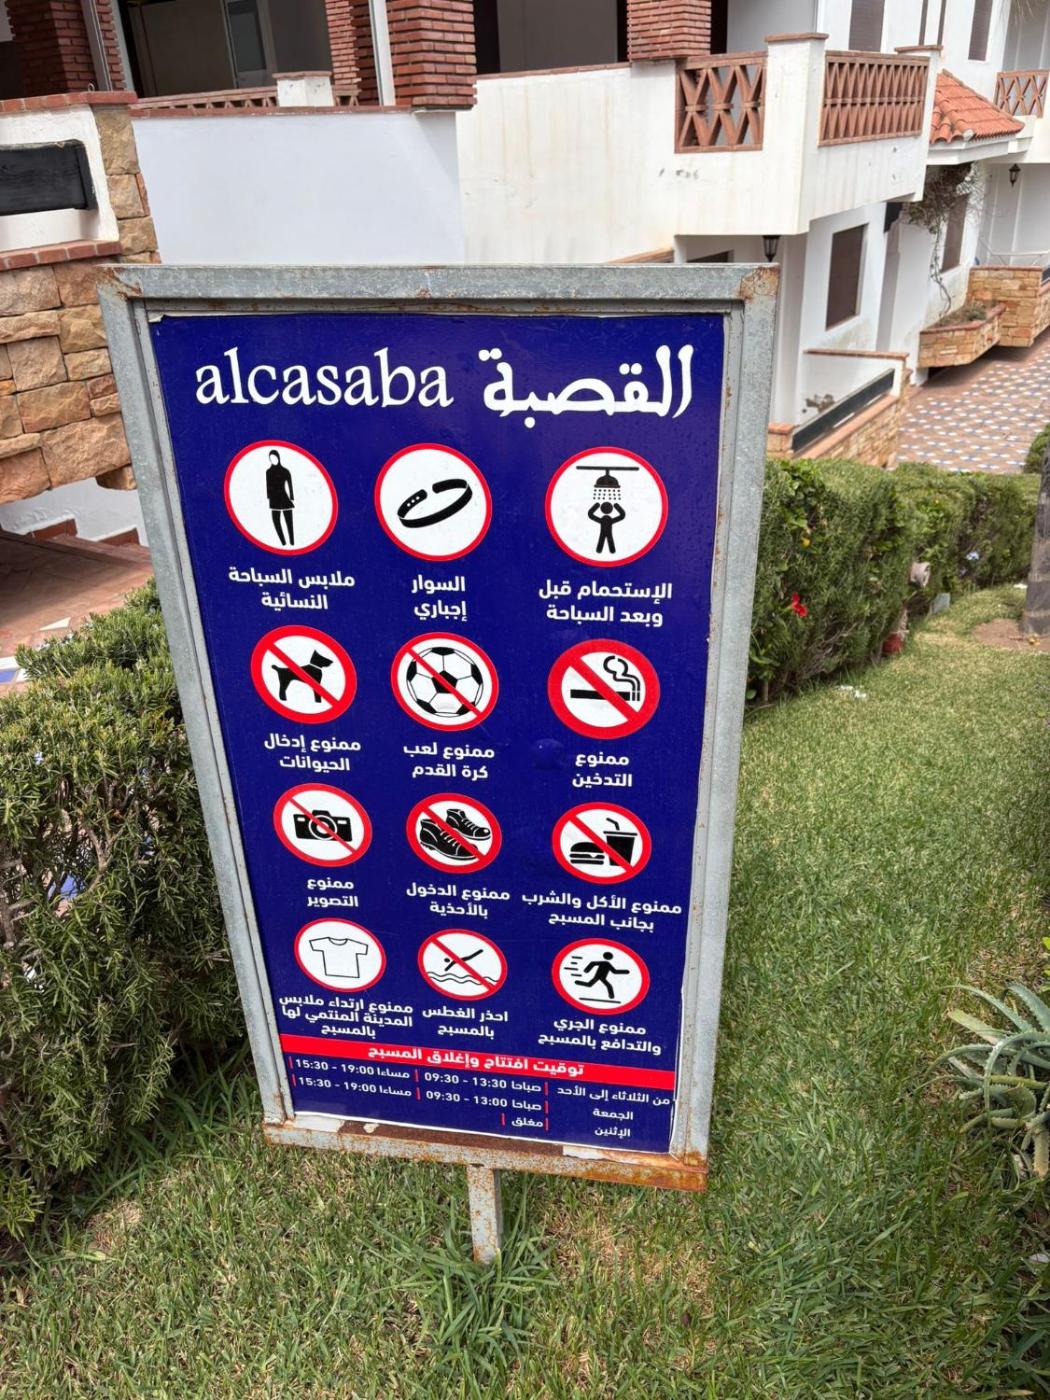 alcasaba القصبة
الإستحمام قبل
وبعد السباحة
السوار
إجباري
ملابس السباحة
النسائية
ممنوع
التدخين
ممنوع لعب
كرة القدم
ممنوع إدخال
الحيوانات
ممنوع الأكل والشرب
بجانب المسبح
ممنوع الدخول
بالأحذية
ممنوع
التصوير
ممنوع الجري
والتدافع بالمسبح
احذر الغطس
بالمسبح
ممنوع ارتداء ملابس
المدينة المنتمي لها
بالمسبح
توقيت افتتاح وإغلاق المسبح
من الثلاثاء إلى الأحد | صباحا 13:30 - 09:30 | مساءا 19:00 - 15:30
الجمعة | صباحا 13:00 - 09:30 | مساءا 19:00 - 15:30
الإثنين | مغلق